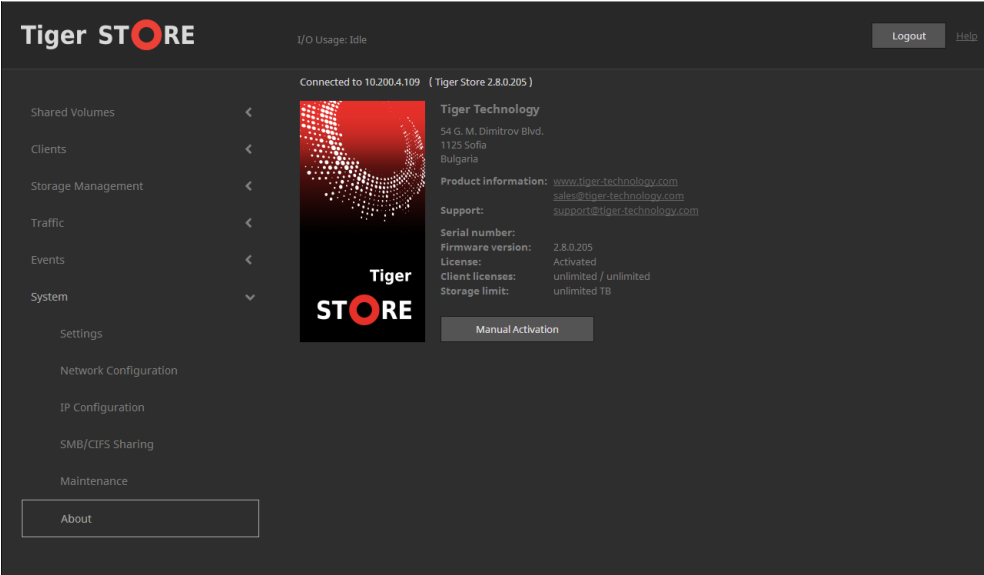 Tiger STORE
I/O Usage: Idle
Logout
Help
Connected to 10.200.4.109 ( Tiger Store 2.8.0.205 )
Shared Volumes
Clients
Storage Management
Traffic
Events
System
Settings
Network Configuration
IP Configuration
SMB/CIFS Sharing
Maintenance
About
Tiger
STORE
Tiger Technology
54 G. M. Dimitrov Blvd.
1125 Sofia
Bulgaria
Product information: www.tiger-technology.com
sales@tiger-technology.com
Support: support@tiger-technology.com
Serial number:
Firmware version: 2.8.0.205
License: Activated
Client licenses: unlimited / unlimited
Storage limit: unlimited TB
Manual Activation